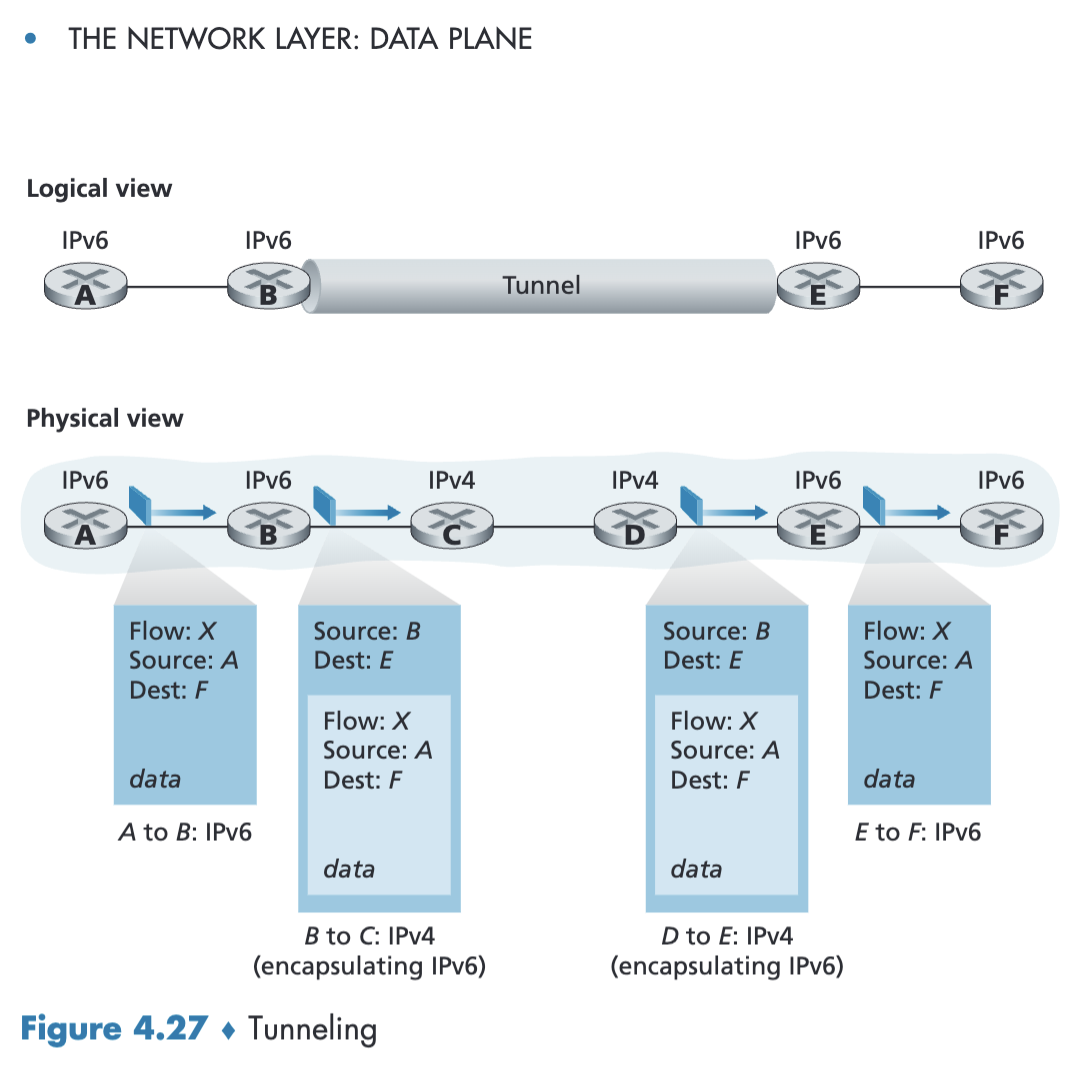 • THE NETWORK LAYER: DATA PLANE
Logical view
IPv6 IPv6 IPv6 IPv6
A B Tunnel E F
Physical view
IPv6 IPv6 IPv4 IPv4 IPv6 IPv6
A B C D E F
Flow: X
Source: A
Dest: F
data
A to B: IPv6
Source: B
Dest: E
Flow: X
Source: A
Dest: F
data
B to C: IPv4
(encapsulating IPv6)
Source: B
Dest: E
Flow: X
Source: A
Dest: F
data
D to E: IPv4
(encapsulating IPv6)
Flow: X
Source: A
Dest: F
data
E to F: IPv6
Figure 4.27 ♦ Tunneling